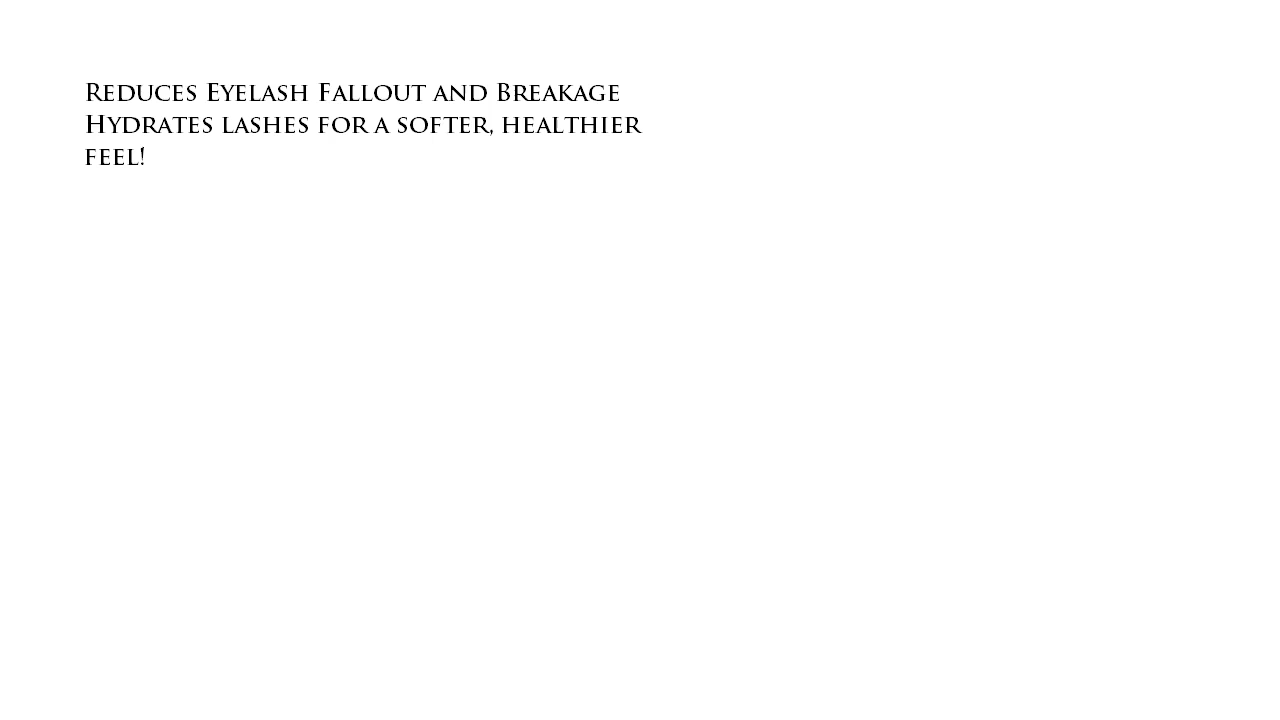 Reduces Eyelash Fallout and Breakage
Hydrates lashes for a softer, healthier
feel!